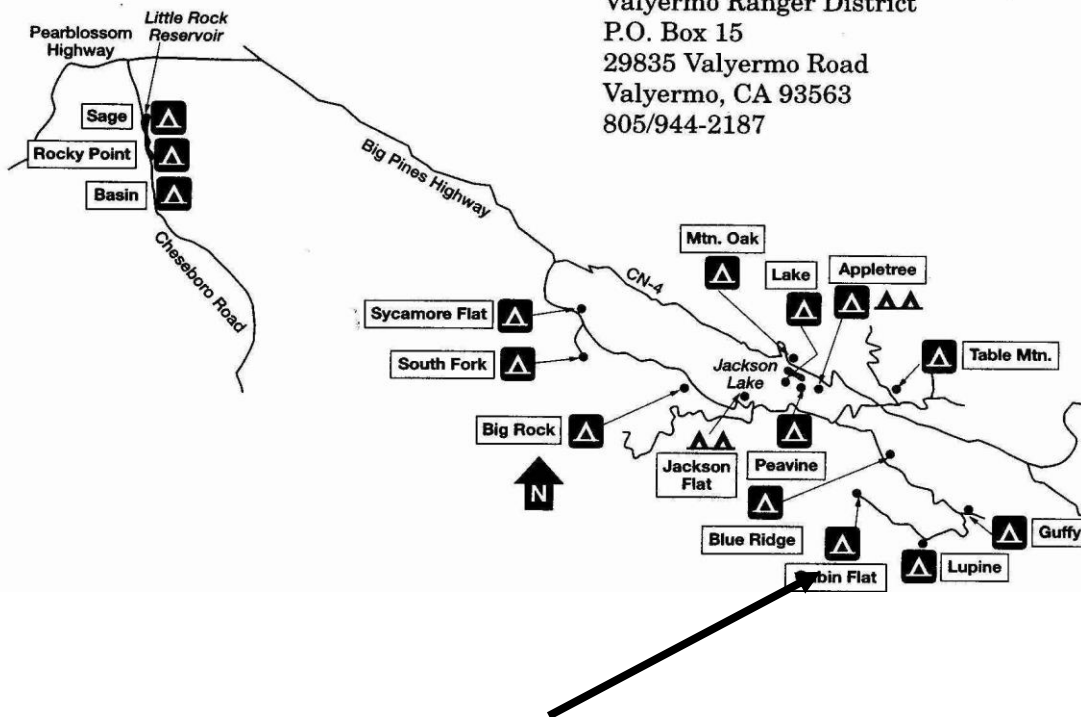 Valyermo Ranger District
P.O. Box 15
29835 Valyermo Road
Valyermo, CA 93563
805/944-2187
Little Rock
Reservoir
Pearblossom
Highway
Sage
Rocky Point
Basin
Cheseboro Road
Big Pines Highway
CN-4
Mtn. Oak
Lake
Appletree
Sycamore Flat
South Fork
Jackson
Lake
Table Mtn.
Big Rock
N
Jackson
Flat
Peavine
Blue Ridge
Guffy
Flat
Lupine